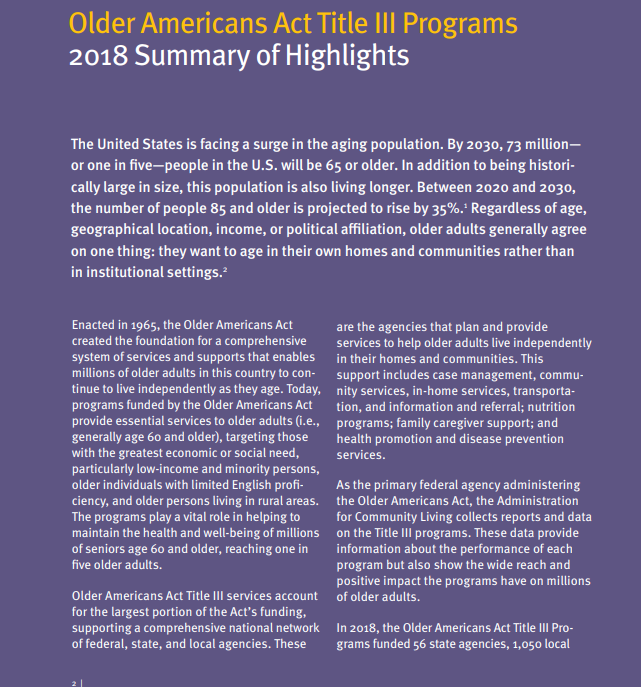 Older Americans Act Title III Programs
2018 Summary of Highlights
The United States is facing a surge in the aging population. By 2030, 73 million—
or one in five—people in the U.S. will be 65 or older. In addition to being histori-
cally large in size, this population is also living longer. Between 2020 and 2030,
the number of people 85 and older is projected to rise by 35%.¹ Regardless of age,
geographical location, income, or political affiliation, older adults generally agree
on one thing: they want to age in their own homes and communities rather than
in institutional settings.²
Enacted in 1965, the Older Americans Act
created the foundation for a comprehensive
system of services and supports that enables
millions of older adults in this country to con-
tinue to live independently as they age. Today,
programs funded by the Older Americans Act
provide essential services to older adults (i.e.,
generally age 60 and older), targeting those
with the greatest economic or social need,
particularly low-income and minority persons,
older individuals with limited English profi-
ciency, and older persons living in rural areas.
The programs play a vital role in helping to
maintain the health and well-being of millions
of seniors age 60 and older, reaching one in
five older adults.
Older Americans Act Title III services account
for the largest portion of the Act's funding,
supporting a comprehensive national network
of federal, state, and local agencies. These
are the agencies that plan and provide
services to help older adults live independently
in their homes and communities. This
support includes case management, commu-
nity services, in-home services, transporta-
tion, and information and referral; nutrition
programs; family caregiver support; and
health promotion and disease prevention
services.
As the primary federal agency administering
the Older Americans Act, the Administration
for Community Living collects reports and data
on the Title III programs. These data provide
information about the performance of each
program but also show the wide reach and
positive impact the programs have on millions
of older adults.
In 2018, the Older Americans Act Title III Pro-
grams funded 56 state agencies, 1,050 local
2 |